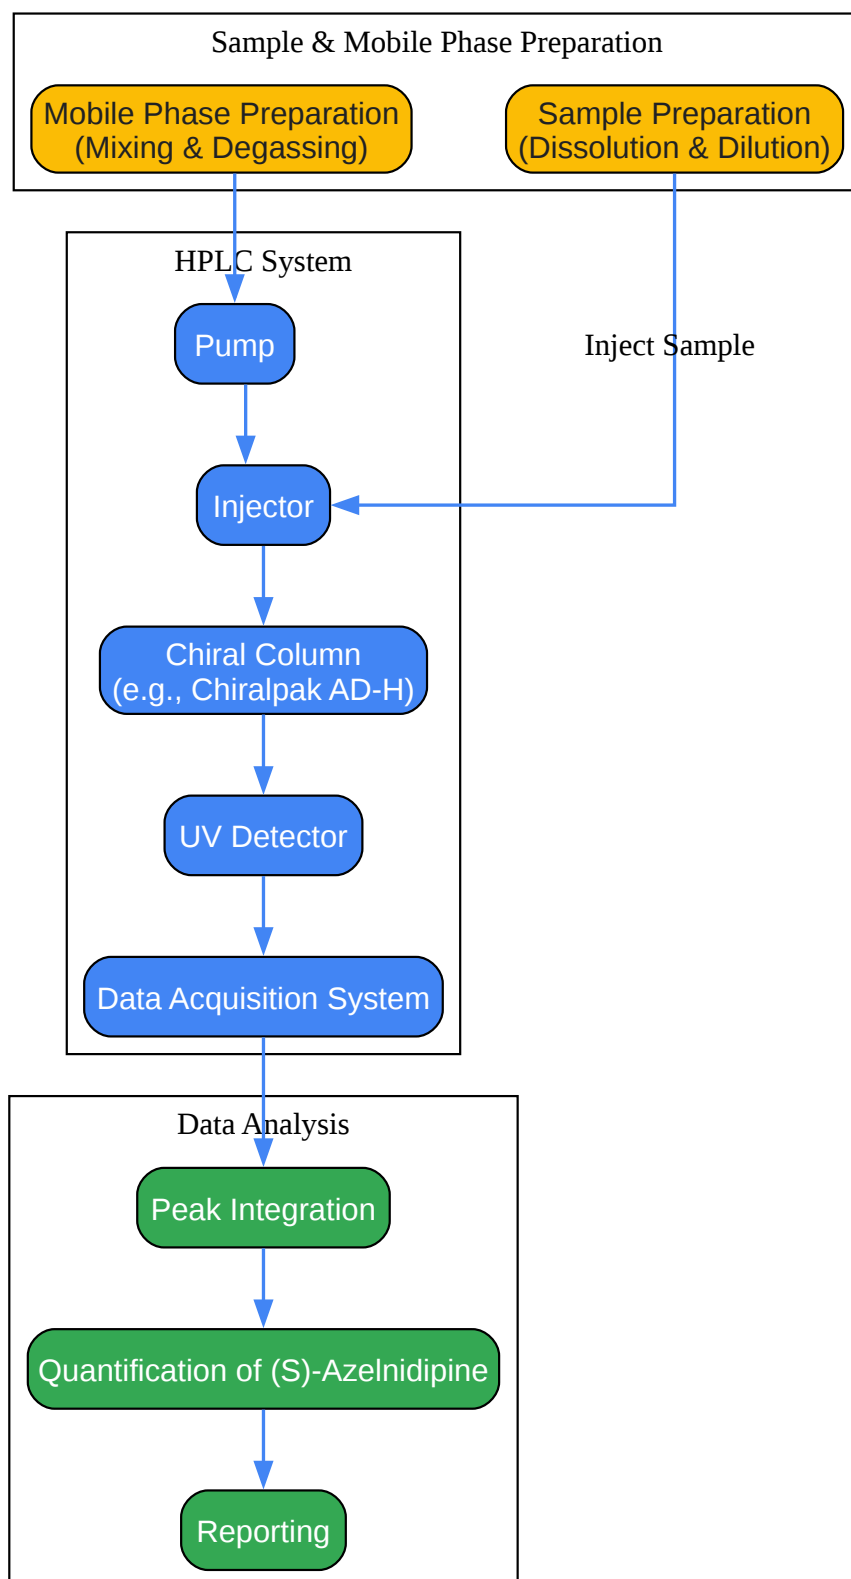 Sample & Mobile Phase Preparation
Mobile Phase Preparation
(Mixing & Degassing)
Sample Preparation
(Dissolution & Dilution)
HPLC System
Pump
Inject Sample
Injector
Chiral Column
(e.g., Chiralpak AD-H)
UV Detector
Data Acquisition System
Data Analysis
Peak Integration
Quantification of (S)-Azelnidipine
Reporting